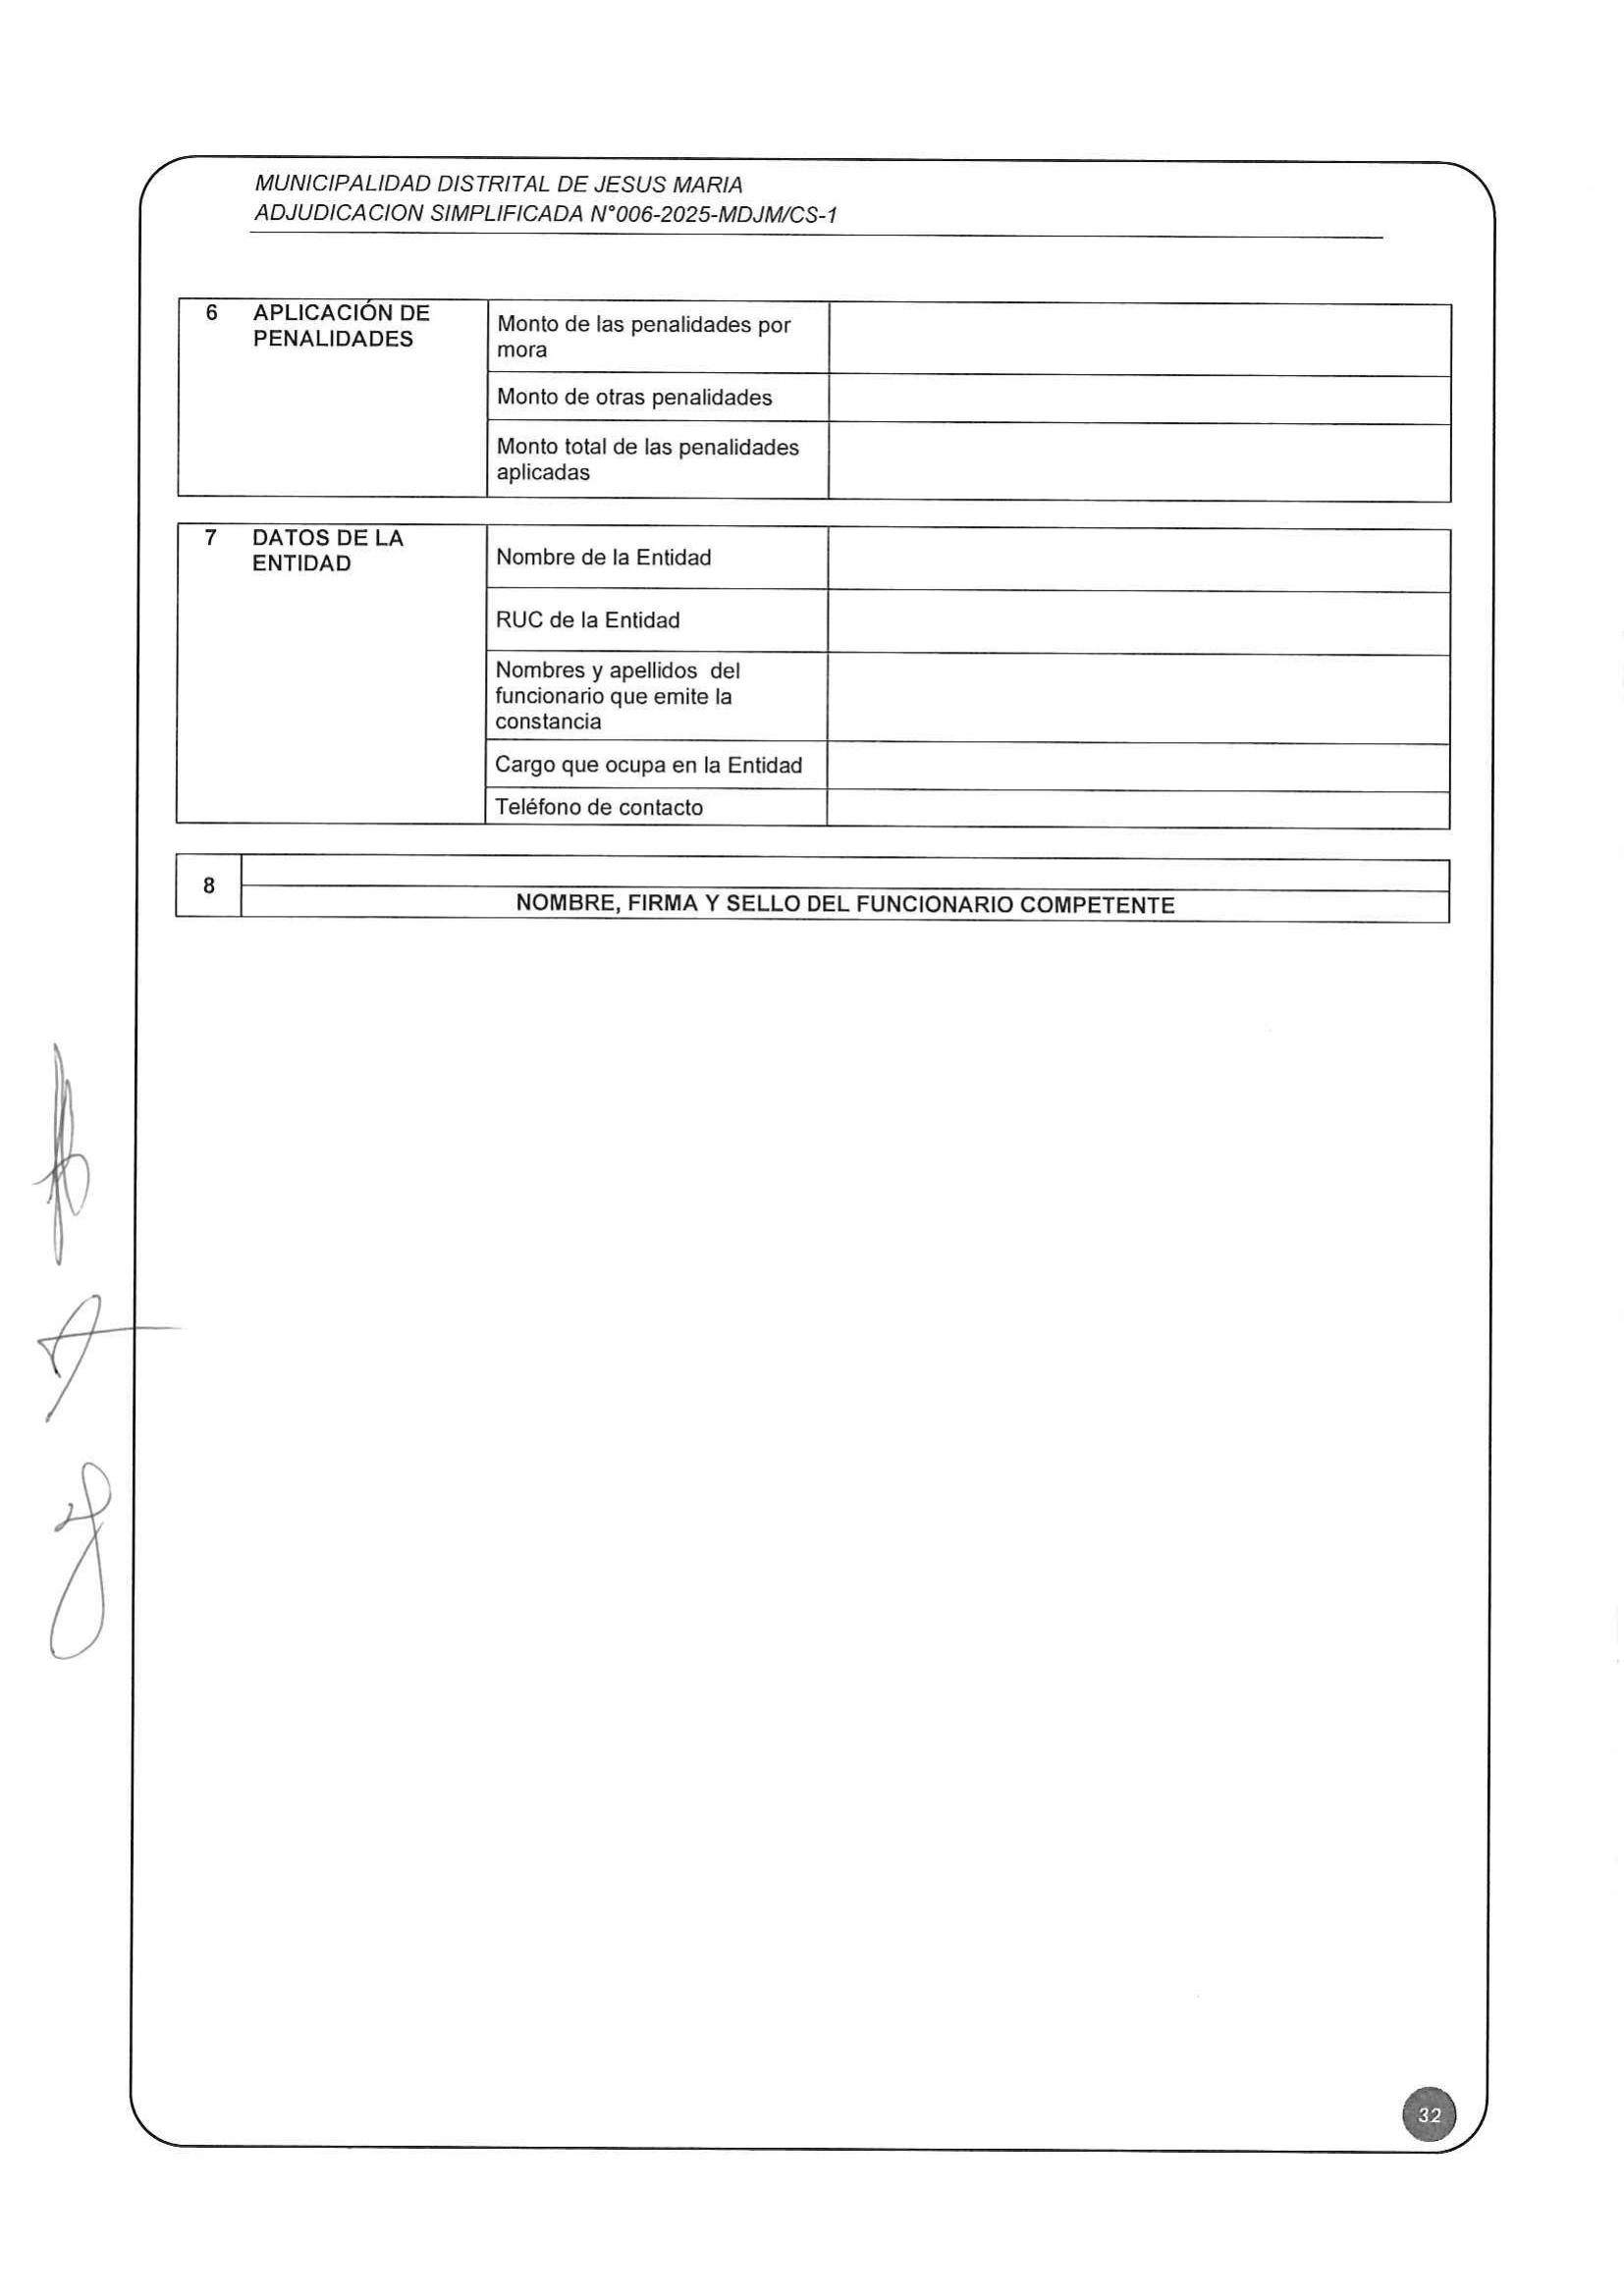 MUNICIPALIDAD DISTRITAL DE JESUS MARIA
ADJUDICACION SIMPLIFICADA N°006-2025-MDJM/CS-1
6 APLICACIÓN DE
PENALIDADES
Monto de las penalidades por
mora
Monto de otras penalidades
Monto total de las penalidades
aplicadas
7 DATOS DE LA
ENTIDAD
Nombre de la Entidad
RUC de la Entidad
Nombres y apellidos del
funcionario que emite la
constancia
Cargo que ocupa en la Entidad
Teléfono de contacto
8
NOMBRE, FIRMA Y SELLO DEL FUNCIONARIO COMPETENTE
32